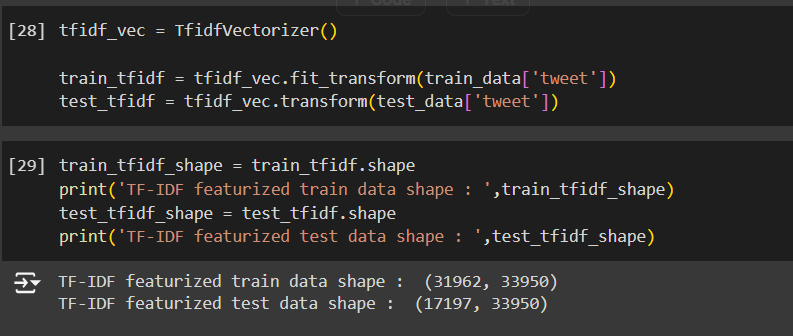 + Code + Text
[28] tfidf_vec = TfidfVectorizer()
train_tfidf = tfidf_vec.fit_transform(train_data['tweet'])
test_tfidf = tfidf_vec.transform(test_data['tweet'])
[29] train_tfidf_shape = train_tfidf.shape
print('TF-IDF featurized train data shape : ',train_tfidf_shape)
test_tfidf_shape = test_tfidf.shape
print('TF-IDF featurized test data shape : ',test_tfidf_shape)
TF-IDF featurized train data shape :  (31962, 33950)
TF-IDF featurized test data shape :  (17197, 33950)